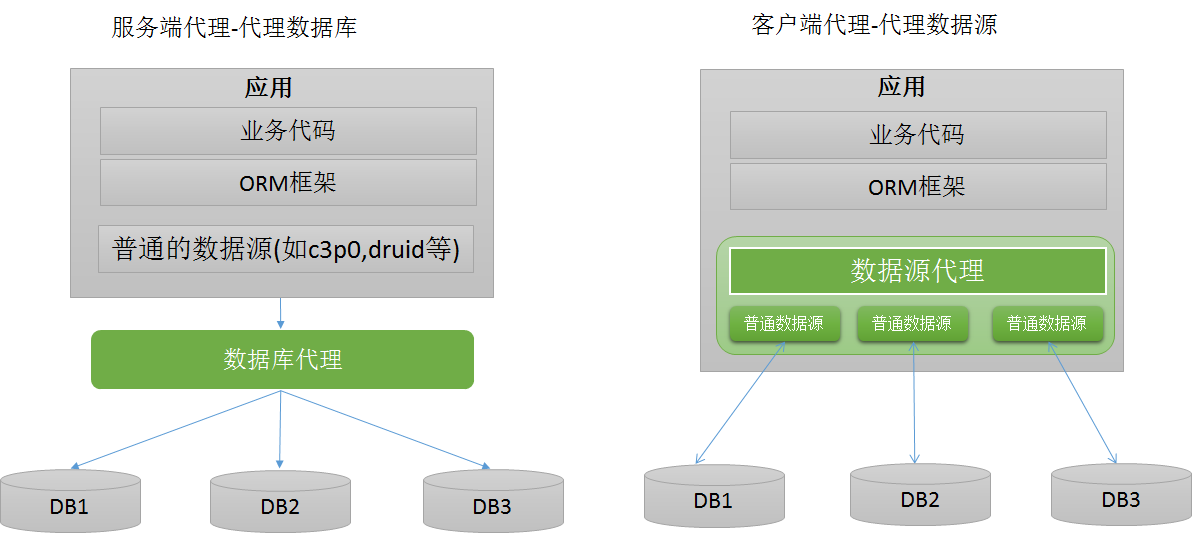 服务端代理-代理数据库
应用
业务代码
ORM框架
普通的数据源(如c3p0,druid等)
数据库代理
DB1
DB2
DB3
客户端代理-代理数据源
应用
业务代码
ORM框架
数据源代理
普通数据源
普通数据源
普通数据源
DB1
DB2
DB3